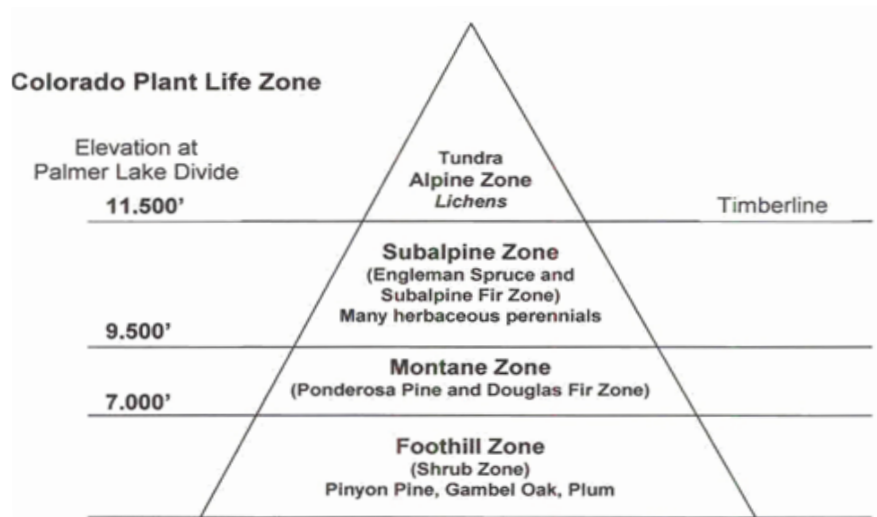 Colorado Plant Life Zone
Elevation at
Palmer Lake Divide
11.500'
Tundra
Alpine Zone
Lichens
Timberline
Subalpine Zone
(Engleman Spruce and
Subalpine Fir Zone)
Many herbaceous perennials
9.500'
Montane Zone
(Ponderosa Pine and Douglas Fir Zone)
7.000'
Foothill Zone
(Shrub Zone)
Pinyon Pine, Gambel Oak, Plum